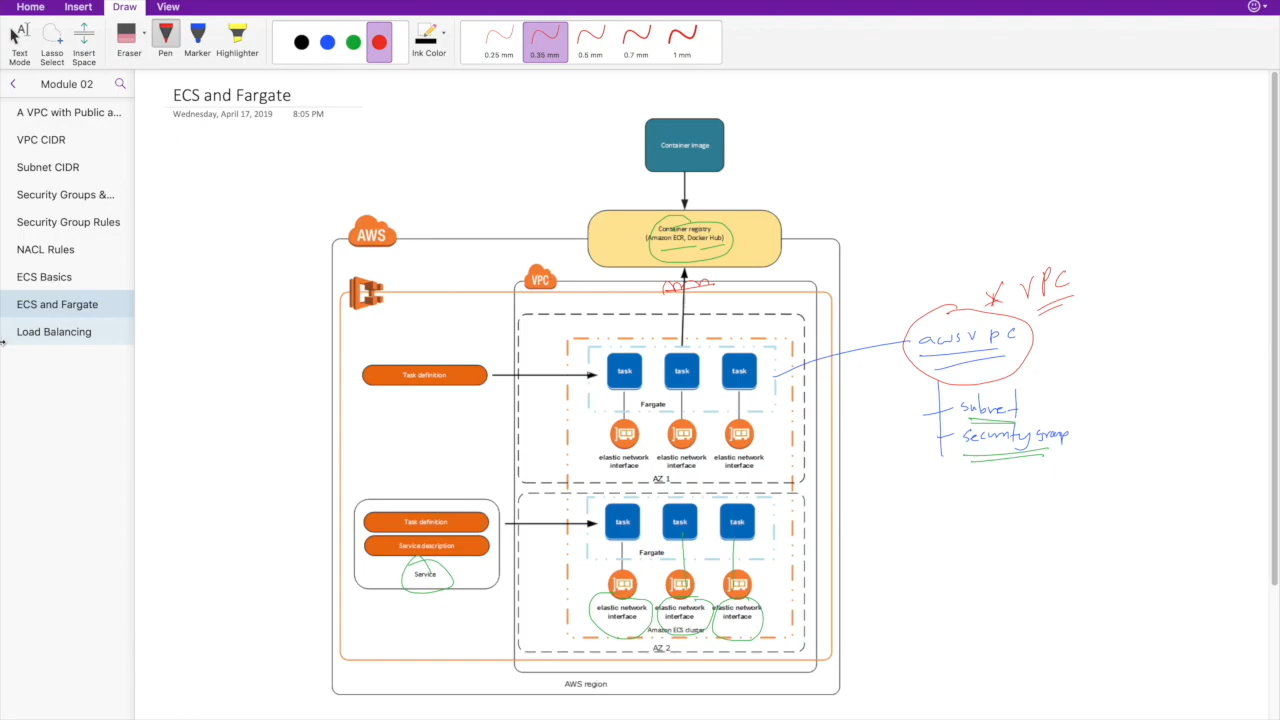 Home Insert Draw View
Text Mode
Lasso Select
Insert Space
Eraser
Pen
Marker
Highlighter
Ink Color
0.25 mm
0.35 mm
0.5 mm
0.7 mm
1 mm
Module 02
A VPC with Public a...
VPC CIDR
Subnet CIDR
Security Groups &...
Security Group Rules
NACL Rules
ECS Basics
ECS and Fargate
Load Balancing
ECS and Fargate
Wednesday, April 17, 2019 8:05 PM
Container image
Container registry
(Amazon ECR, Docker Hub)
AWS
VPC
VPC
awsvpc
subnet
security group
Task definition
task task task
Fargate
elastic network interface
elastic network interface
elastic network interface
AZ 1
Task definition
Service description
Service
task task task
Fargate
elastic network interface
elastic network interface
elastic network interface
Amazon ECS cluster
AZ 2
AWS region